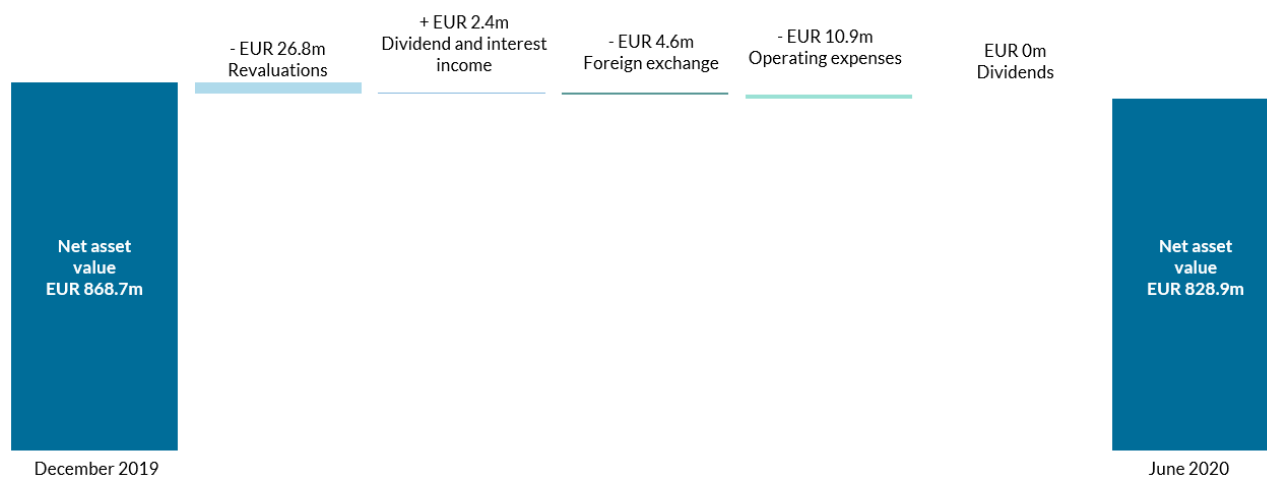 - EUR 26.8m
Revaluations
+ EUR 2.4m
Dividend and interest
income
- EUR 4.6m
Foreign exchange
- EUR 10.9m
Operating expenses
EUR 0m
Dividends
Net asset
value
EUR 868.7m
Net asset
value
EUR 828.9m
December 2019
June 2020